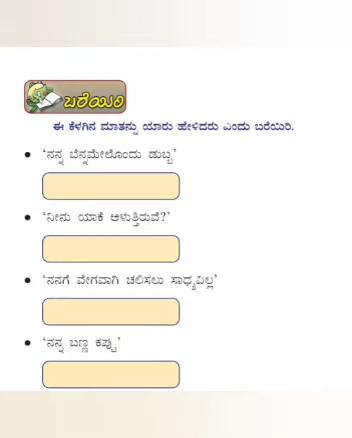 ಬರೆಯಿರಿ
ಈ ಕೆಳಗಿನ ಮಾತನ್ನು ಯಾರು ಹೇಳಿದರು ಎಂದು ಬರೆಯಿರಿ.
• ‘ನನ್ನ ಬೆನ್ನಮೇಲೊಂದು ಡುಬ್ಬ’
• ‘ನೀನು ಯಾಕೆ ಅಳುತ್ತಿರುವೆ?’
• ‘ನನಗೆ ವೇಗವಾಗಿ ಚಲಿಸಲು ಸಾಧ್ಯವಿಲ್ಲ’
• ‘ನನ್ನ ಬಣ್ಣ ಕಪ್ಪು’